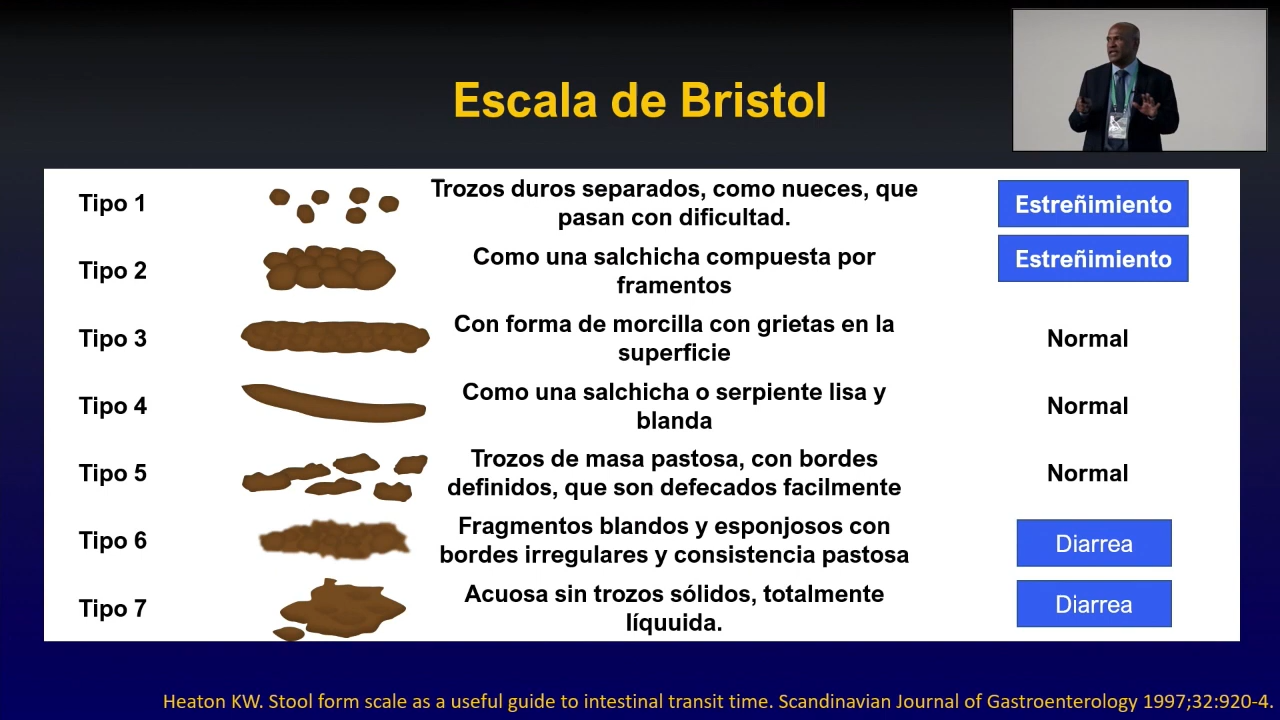 Escala de Bristol
Tipo 1
Trozos duros separados, como nueces, que
pasan con dificultad.
Estreñimiento
Tipo 2
Como una salchicha compuesta por
framentos
Estreñimiento
Tipo 3
Con forma de morcilla con grietas en la
superficie
Normal
Tipo 4
Como una salchicha o serpiente lisa y
blanda
Normal
Tipo 5
Trozos de masa pastosa, con bordes
definidos, que son defecados facilmente
Normal
Tipo 6
Fragmentos blandos y esponjosos con
bordes irregulares y consistencia pastosa
Diarrea
Tipo 7
Acuosa sin trozos sólidos, totalmente
líquuida.
Diarrea
Heaton KW. Stool form scale as a useful guide to intestinal transit time. Scandinavian Journal of Gastroenterology 1997;32:920-4.